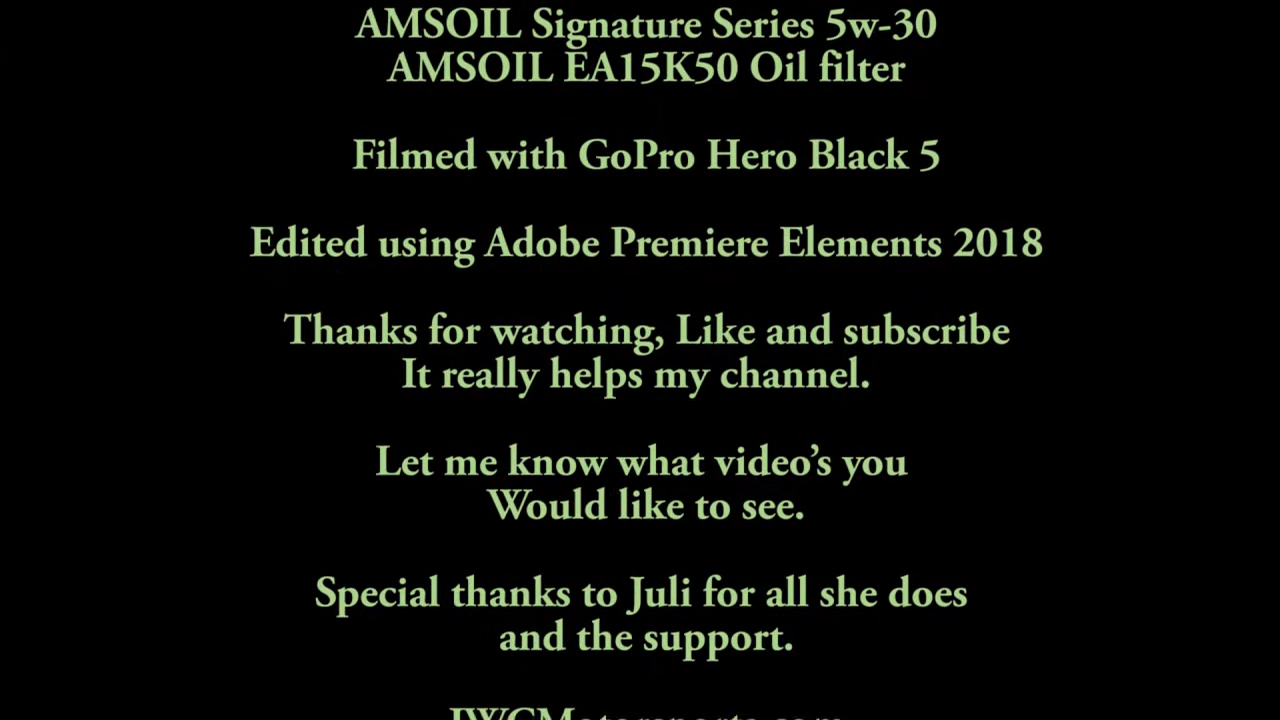 AMSOIL Signature Series 5w-30
AMSOIL EA15K50 Oil filter
Filmed with GoPro Hero Black 5
Edited using Adobe Premiere Elements 2018
Thanks for watching, Like and subscribe
It really helps my channel.
Let me know what video’s you
Would like to see.
Special thanks to Juli for all she does
and the support.